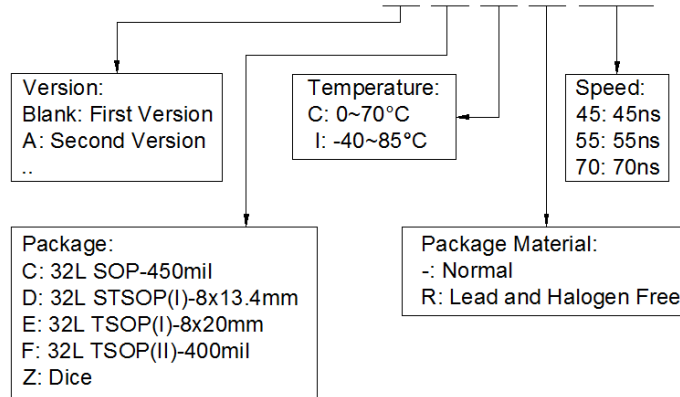 Version:
Blank: First Version
A: Second Version
..
Temperature:
C: 0~70°C
I: -40~85°C
Speed:
45: 45ns
55: 55ns
70: 70ns
Package:
C: 32L SOP-450mil
D: 32L STSOP(I)-8x13.4mm
E: 32L TSOP(I)-8x20mm
F: 32L TSOP(II)-400mil
Z: Dice
Package Material:
-: Normal
R: Lead and Halogen Free